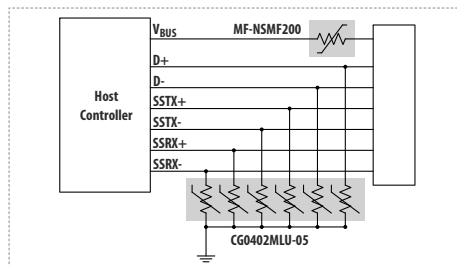 VBUS
MF-NSMF200
D+
D-
Host
Controller
SSTX+
SSTX-
SSRX+
SSRX-
CG0402MLU-05